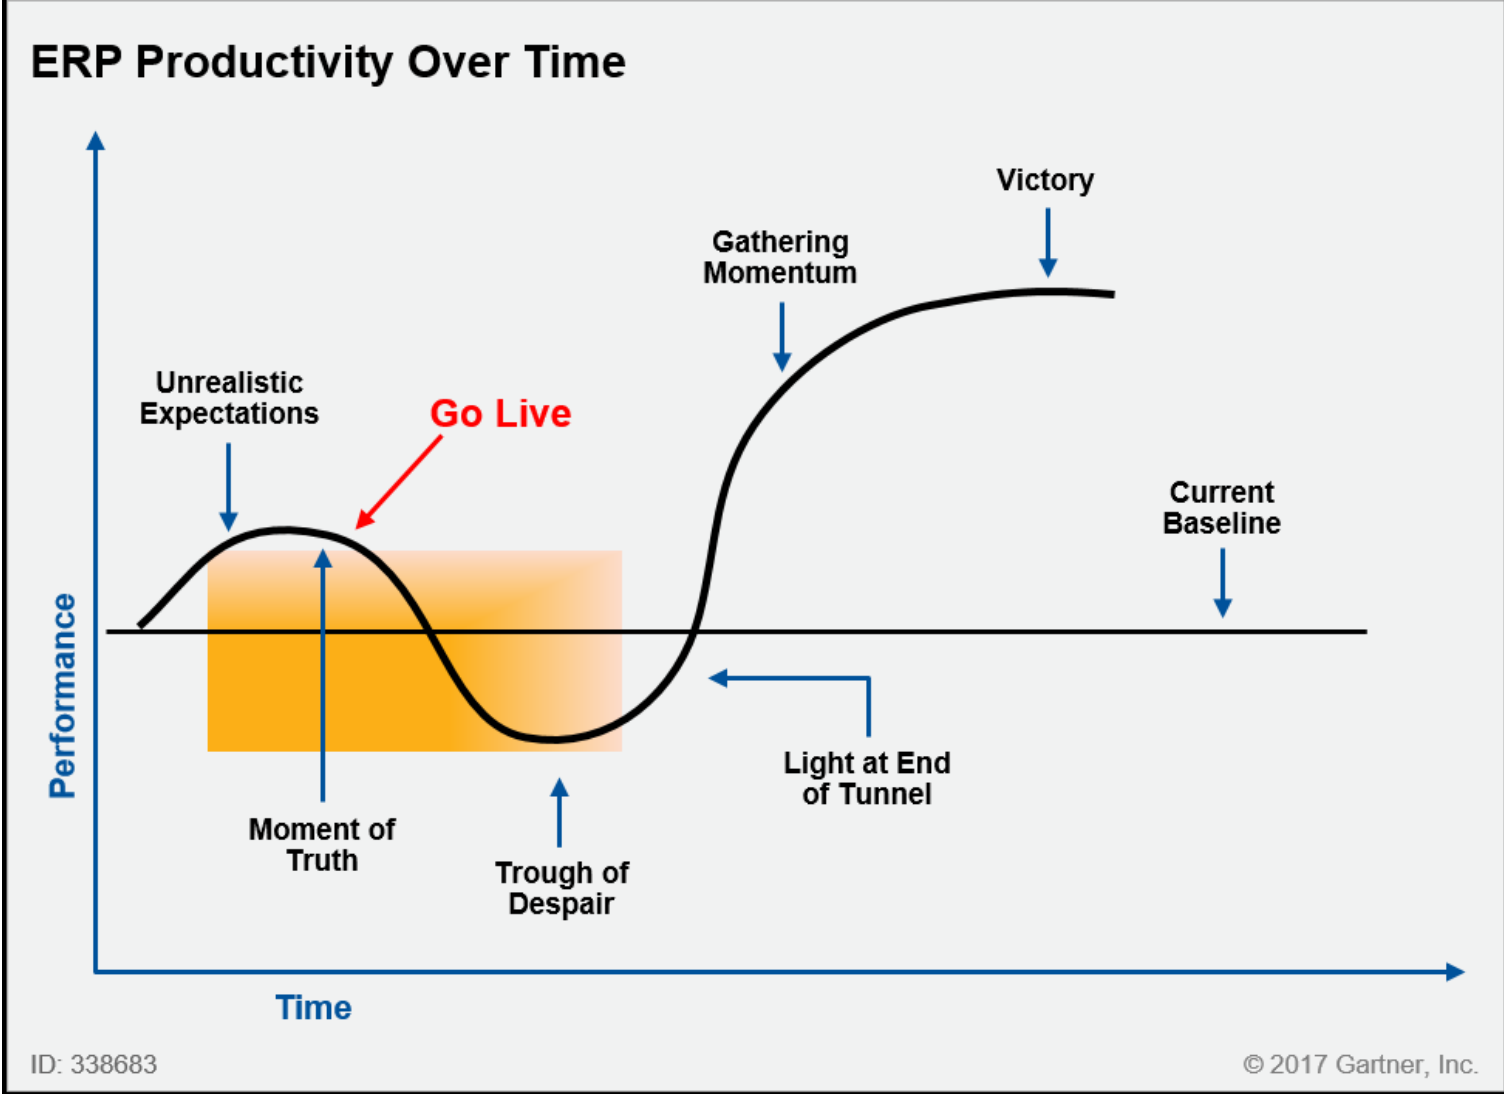 ERP Productivity Over Time
Victory
Gathering
Momentum
Unrealistic
Expectations
Go Live
Current
Baseline
Performance
Light at End
of Tunnel
Moment of
Truth
Trough of
Despair
Time
ID: 338683
© 2017 Gartner, Inc.